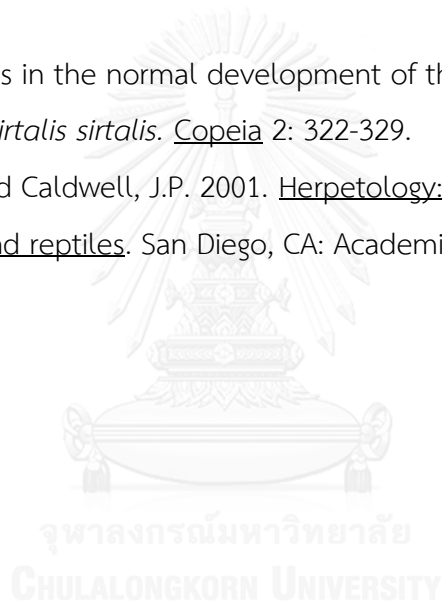 s in the normal development of th
irtalis sirtalis. Copeia 2: 322-329.
d Caldwell, J.P. 2001. Herpetology:
nd reptiles. San Diego, CA: Academi
จุฬาลงกรณ์มหาวิทยาลัย
CHULALONGKORN UNIVERSITY